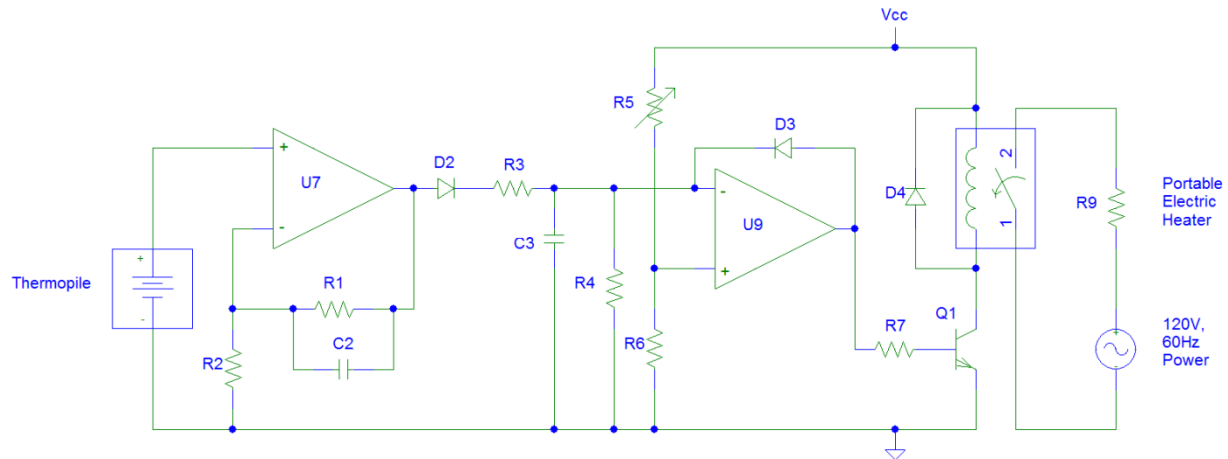 Vcc
R5
D3
U7
D2
R3
2
D4
1
R9
Portable
Electric
Heater
U9
C3
R4
Thermopile
R1
C2
R2
R6
R7
Q1
120V,
60Hz
Power
+
-
+
-
-
+
+
-